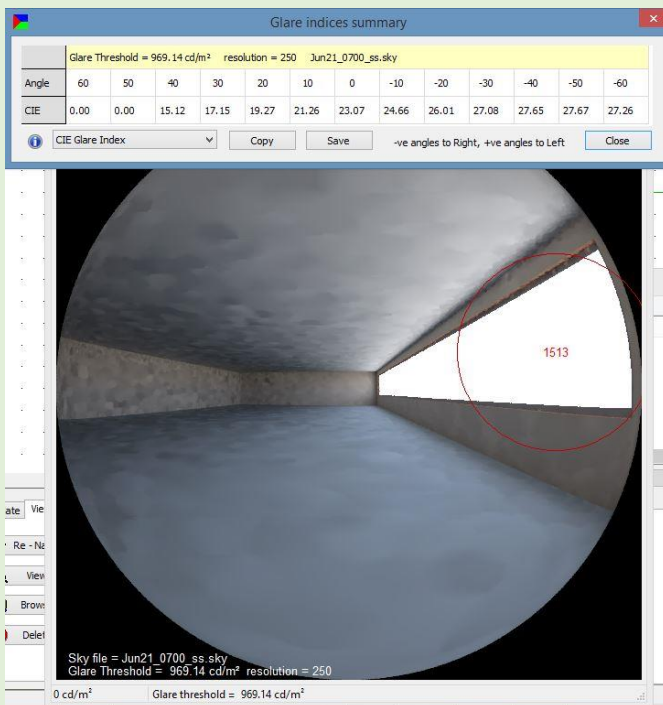 Glare indices summary
Glare Threshold = 969.14 cd/m² resolution = 250 Jun21_0700_ss.sky
Angle 60 50 40 30 20 10 0 -10 -20 -30 -40 -50 -60
CIE 0.00 0.00 15.12 17.15 19.27 21.26 23.07 24.66 26.01 27.08 27.65 27.67 27.26
CIE Glare Index Copy Save -ve angles to Right, +ve angles to Left Close
1513
ate Vie
Re - Na
View
Brows
Delet
Sky file = Jun21_0700_ss.sky
Glare Threshold = 969.14 cd/m² resolution = 250
0 cd/m² Glare threshold = 969.14 cd/m²